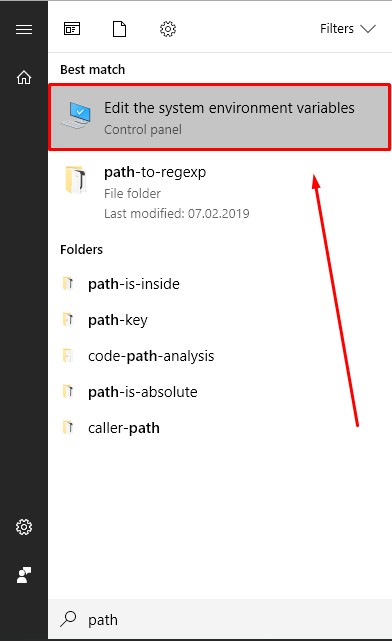 Filters
Best match
Edit the system environment variables
Control panel
path-to-regexp
File folder
Last modified: 07.02.2019
Folders
path-is-inside
path-key
code-path-analysis
path-is-absolute
caller-path
path